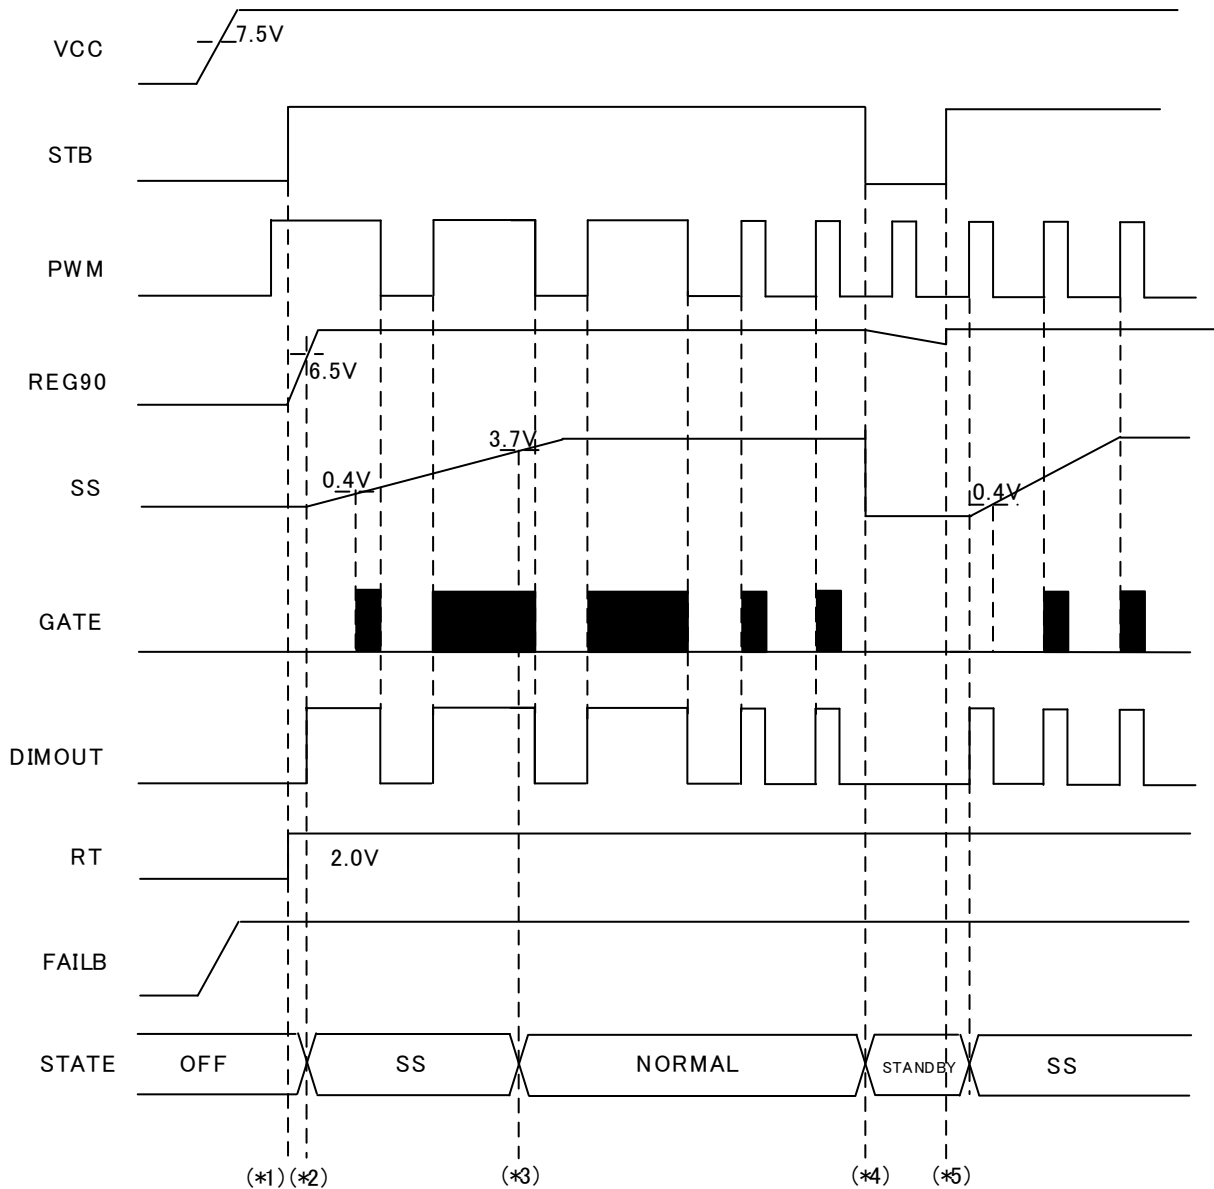 7.5V
VCC
STB
PWM
6.5V
REG90
3.7V
0.4V
0.4V
SS
GATE
DIMOUT
RT
2.0V
FAILB
STATE OFF SS NORMAL STANDBY SS
(*1) (*2) (*3) (*4) (*5)